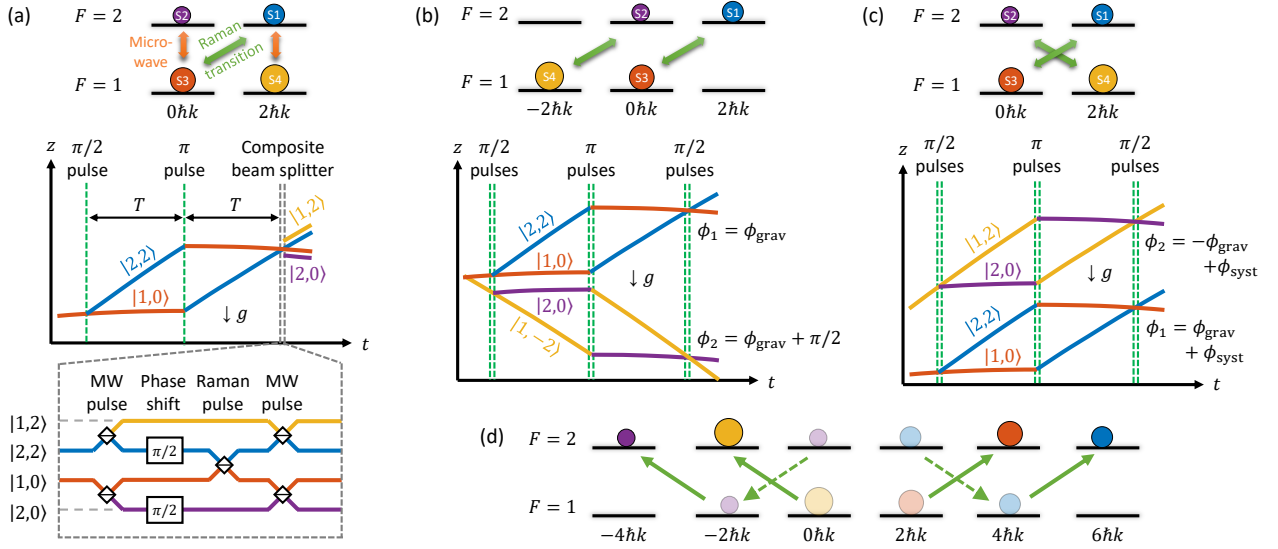 (a)
F = 2
S2
S1
Micro-
wave
Raman
transition
F = 1
S3
S4
0ħk
2ħk
z
π/2
pulse
π
pulse
Composite
beam splitter
T
T
|1,2⟩
|2,2⟩
|2,0⟩
|1,0⟩
↓ g
t
MW
pulse
Phase
shift
Raman
pulse
MW
pulse
|1,2⟩
|2,2⟩
π/2
|1,0⟩
|2,0⟩
π/2
(b)
F = 2
S2
S1
F = 1
S4
S3
−2ħk
0ħk
2ħk
z
π/2
pulses
π
pulses
π/2
pulses
|2,2⟩
ϕ₁ = ϕgrav
|1,0⟩
↓ g
|2,0⟩
|1,−2⟩
ϕ₂ = ϕgrav + π/2
t
(c)
F = 2
S2
S1
F = 1
S3
S4
0ħk
2ħk
z
π/2
pulses
π
pulses
π/2
pulses
|1,2⟩
ϕ₂ = −ϕgrav
+ϕsyst
|2,0⟩
↓ g
|2,2⟩
ϕ₁ = ϕgrav
+ ϕsyst
|1,0⟩
t
(d)
F = 2
F = 1
−4ħk
−2ħk
0ħk
2ħk
4ħk
6ħk